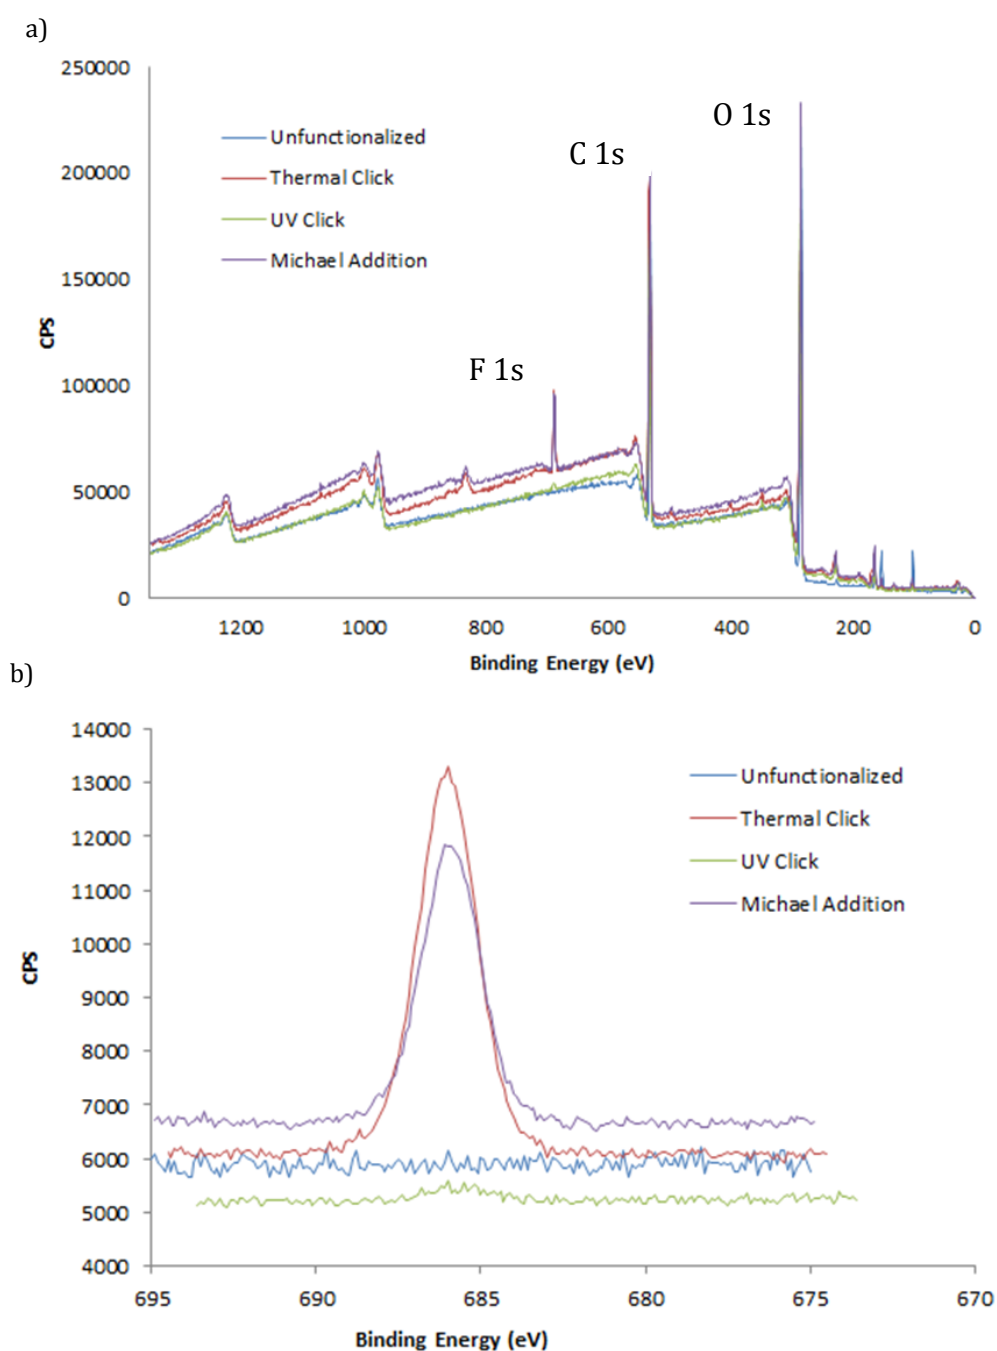 a)
250000
200000
150000
100000
50000
0
CPS
Unfunctionalized
Thermal Click
UV Click
Michael Addition
F 1s
C 1s
O 1s
1200 1000 800 600 400 200 0
Binding Energy (eV)
b)
14000
13000
12000
11000
10000
9000
8000
7000
6000
5000
4000
CPS
Unfunctionalized
Thermal Click
UV Click
Michael Addition
695 690 685 680 675 670
Binding Energy (eV)